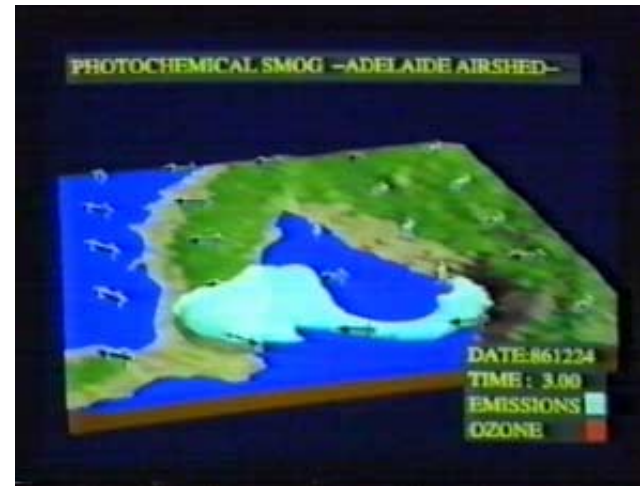 PHOTOCHEMICAL SMOG -ADELAIDE AIRSHED-
DATE:861224
TIME: 3.00
EMISSIONS
OZONE